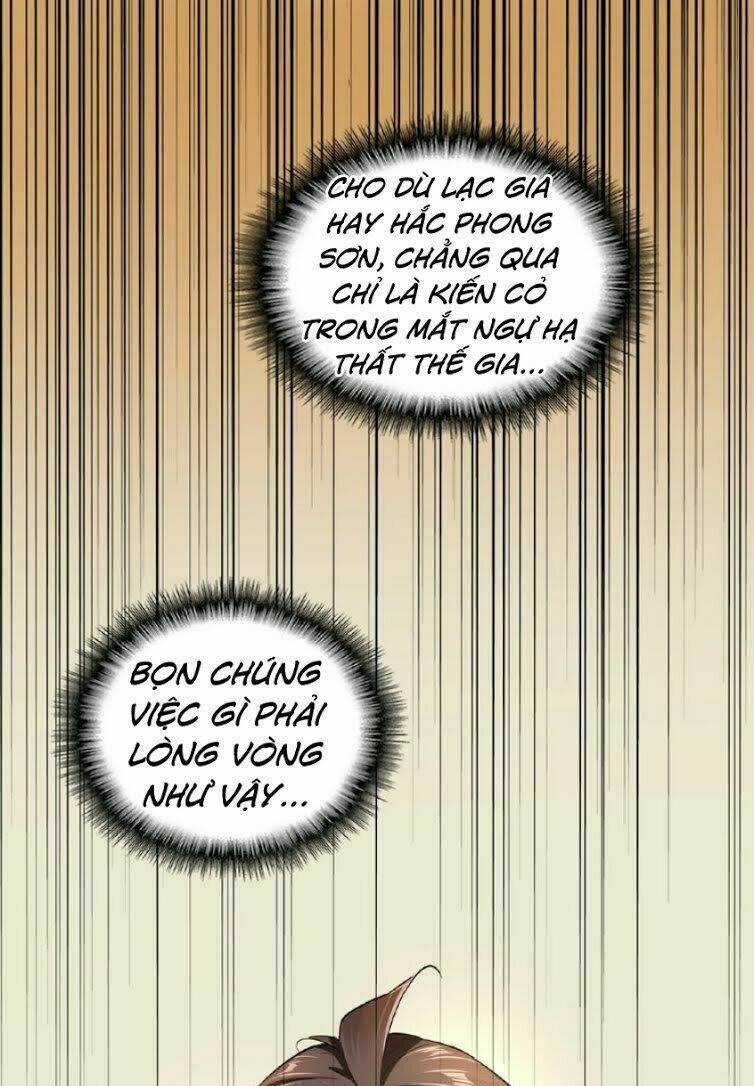 CHO DÙ LẠC GIA
HAY HẮC PHONG
SƠN, CHẲNG QUA
CHỈ LÀ KIẾN CỎ
TRONG MẮT NGỰ HẠ
THẤT THẾ GIA...
BỌN CHÚNG
VIỆC GÌ PHẢI
LÒNG VÒNG
NHƯ VẬY...